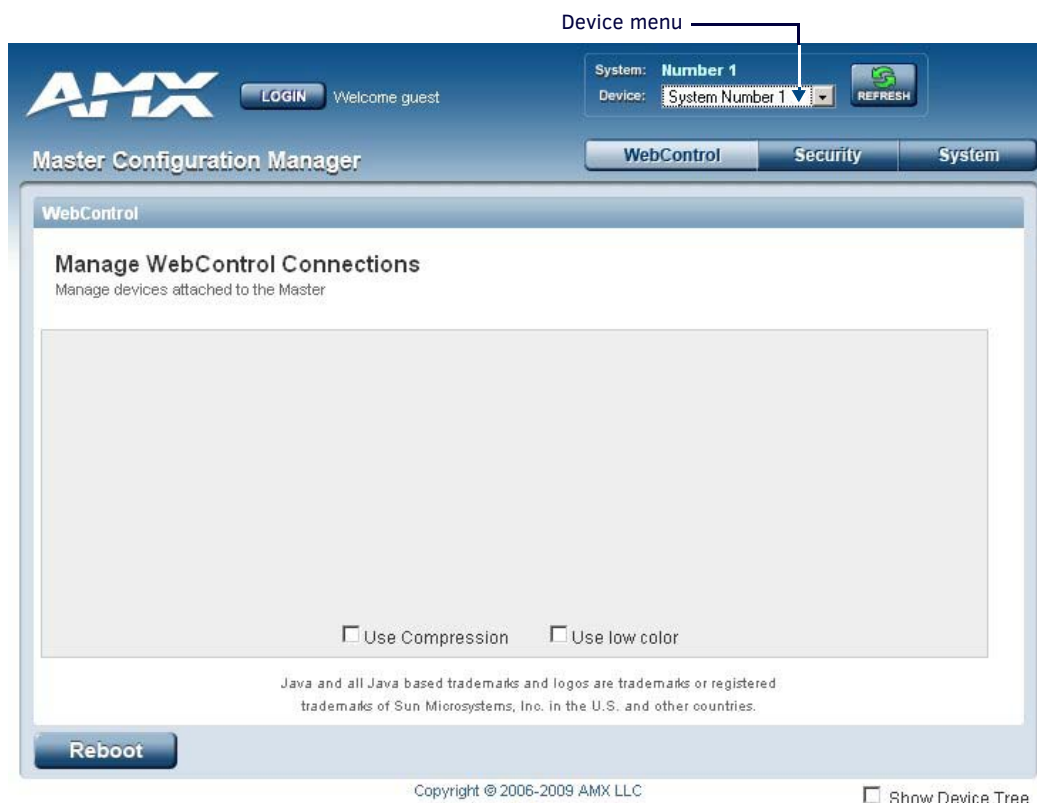 Device menu
AMX
LOGIN Welcome guest
System: Number 1
Device: System Number 1
REFRESH
Master Configuration Manager
WebControl Security System
WebControl
Manage WebControl Connections
Manage devices attached to the Master
Use Compression Use low color
Java and all Java based trademarks and logos are trademarks or registered
trademarks of Sun Microsystems, Inc. in the U.S. and other countries.
Reboot
Copyright © 2006-2009 AMX LLC
Show Device Tree